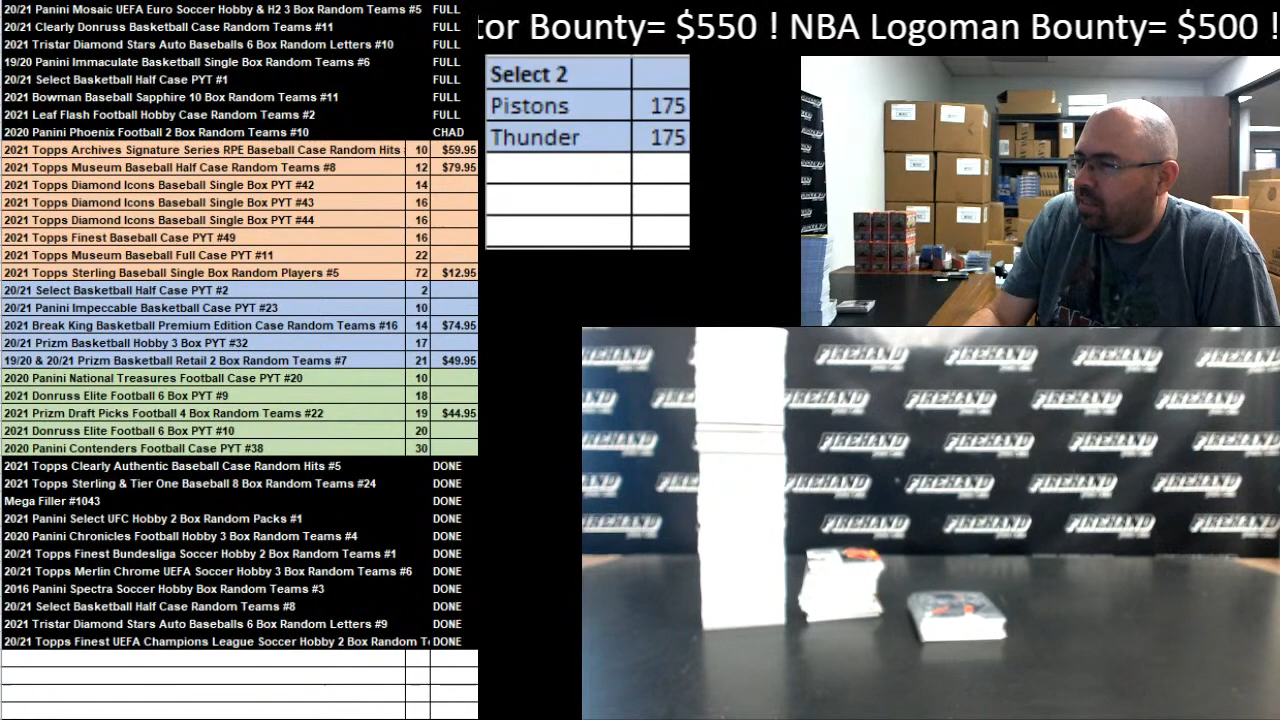 20/21 Panini Mosaic UEFA Euro Soccer Hobby & H2 3 Box Random Teams #5 FULL
20/21 Clearly Donruss Basketball Case Random Teams #11 FULL
2021 Tristar Diamond Stars Auto Baseballs 6 Box Random Letters #10 FULL
19/20 Panini Immaculate Basketball Single Box Random Teams #6 FULL
20/21 Select Basketball Half Case PYT #1 FULL
2021 Bowman Baseball Sapphire 10 Box Random Teams #11 FULL
2021 Leaf Flash Football Hobby Case Random Teams #2 FULL
2020 Panini Phoenix Football 2 Box Random Teams #10 CHAD
2021 Topps Archives Signature Series RPE Baseball Case Random Hits 10 $59.95
2021 Topps Museum Baseball Half Case Random Teams #8 12 $79.95
2021 Topps Diamond Icons Baseball Single Box PYT #42 14
2021 Topps Diamond Icons Baseball Single Box PYT #43 16
2021 Topps Diamond Icons Baseball Single Box PYT #44 16
2021 Topps Finest Baseball Case PYT #49 16
2021 Topps Museum Baseball Full Case PYT #11 22
2021 Topps Sterling Baseball Single Box Random Players #5 72 $12.95
20/21 Select Basketball Half Case PYT #2 2
20/21 Panini Impeccable Basketball Case PYT #23 10
2021 Break King Basketball Premium Edition Case Random Teams #16 14 $74.95
20/21 Prizm Basketball Hobby 3 Box PYT #32 17
19/20 & 20/21 Prizm Basketball Retail 2 Box Random Teams #7 21 $49.95
2020 Panini National Treasures Football Case PYT #20 10
2021 Donruss Elite Football 6 Box PYT #9 18
2021 Prizm Draft Picks Football 4 Box Random Teams #22 19 $44.95
2021 Donruss Elite Football 6 Box PYT #10 20
2020 Panini Contenders Football Case PYT #38 30
2021 Topps Clearly Authentic Baseball Case Random Hits #5 DONE
2021 Topps Sterling & Tier One Baseball 8 Box Random Teams #24 DONE
Mega Filler #1043 DONE
2021 Panini Select UFC Hobby 2 Box Random Packs #1 DONE
2020 Panini Chronicles Football Hobby 3 Box Random Teams #4 DONE
20/21 Topps Finest Bundesliga Soccer Hobby 2 Box Random Teams #1 DONE
20/21 Topps Merlin Chrome UEFA Soccer Hobby 3 Box Random Teams #6 DONE
2016 Panini Spectra Soccer Hobby Box Random Teams #3 DONE
20/21 Select Basketball Half Case Random Teams #8 DONE
2021 Tristar Diamond Stars Auto Baseballs 6 Box Random Letters #9 DONE
20/21 Topps Finest UEFA Champions League Soccer Hobby 2 Box Random T DONE
tor Bounty= $550 ! NBA Logoman Bounty= $500 !
Select 2
Pistons 175
Thunder 175
FIREHAND
FIREHAND
FIREHAND
FIREHAND
FIREHAND
FIREHAND
FIREHAND
FIREHAND
FIREHAND
FIREHAND
FIREHAND
FIREHAND